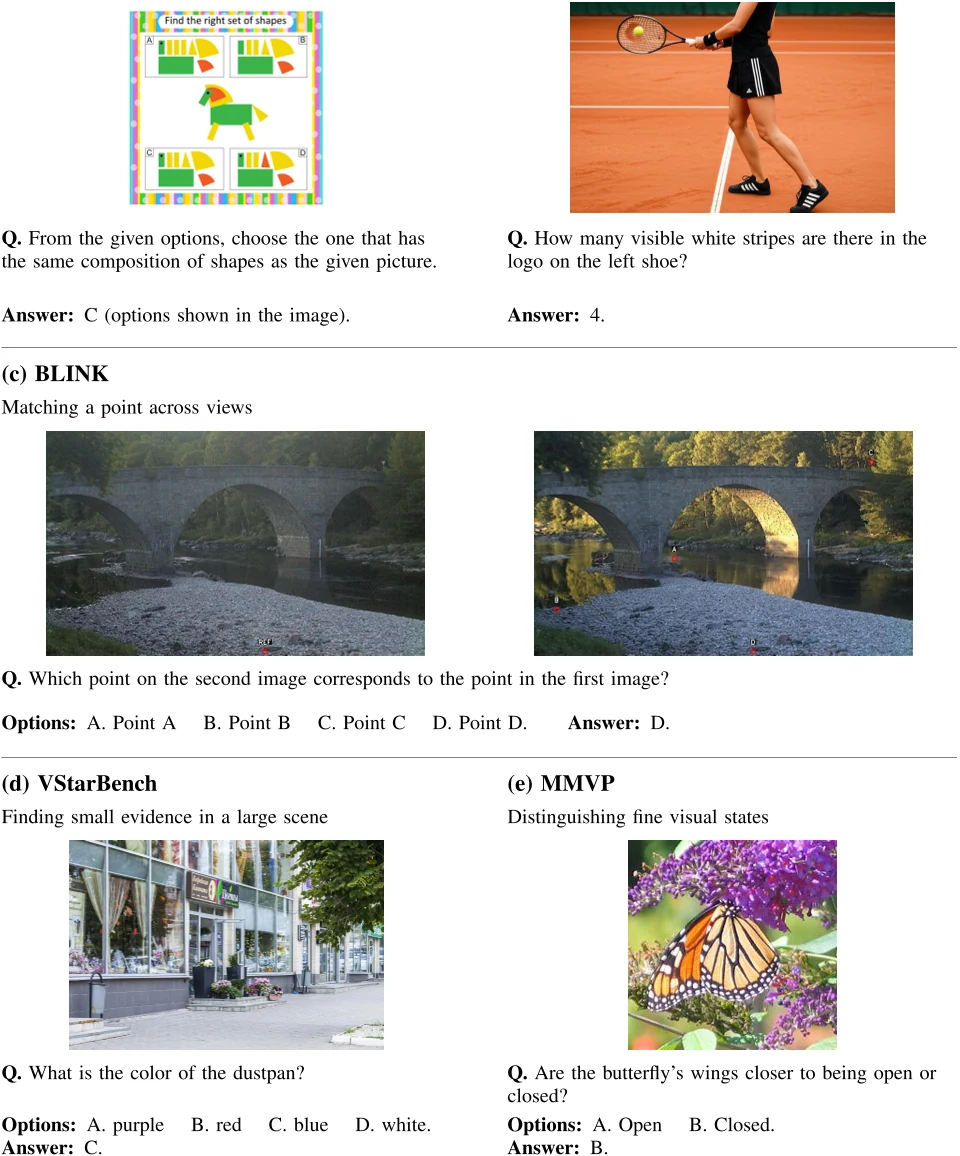 Find the right set of shapes
A
B
C
D
Q. From the given options, choose the one that has
the same composition of shapes as the given picture.
Answer: C (options shown in the image).
Q. How many visible white stripes are there in the
logo on the left shoe?
Answer: 4.
(c) BLINK
Matching a point across views
REF
C
A
B
D
Q. Which point on the second image corresponds to the point in the first image?
Options: A. Point A B. Point B C. Point C D. Point D. Answer: D.
(d) VStarBench
Finding small evidence in a large scene
Q. What is the color of the dustpan?
Options: A. purple B. red C. blue D. white.
Answer: C.
(e) MMVP
Distinguishing fine visual states
Q. Are the butterfly's wings closer to being open or
closed?
Options: A. Open B. Closed.
Answer: B.